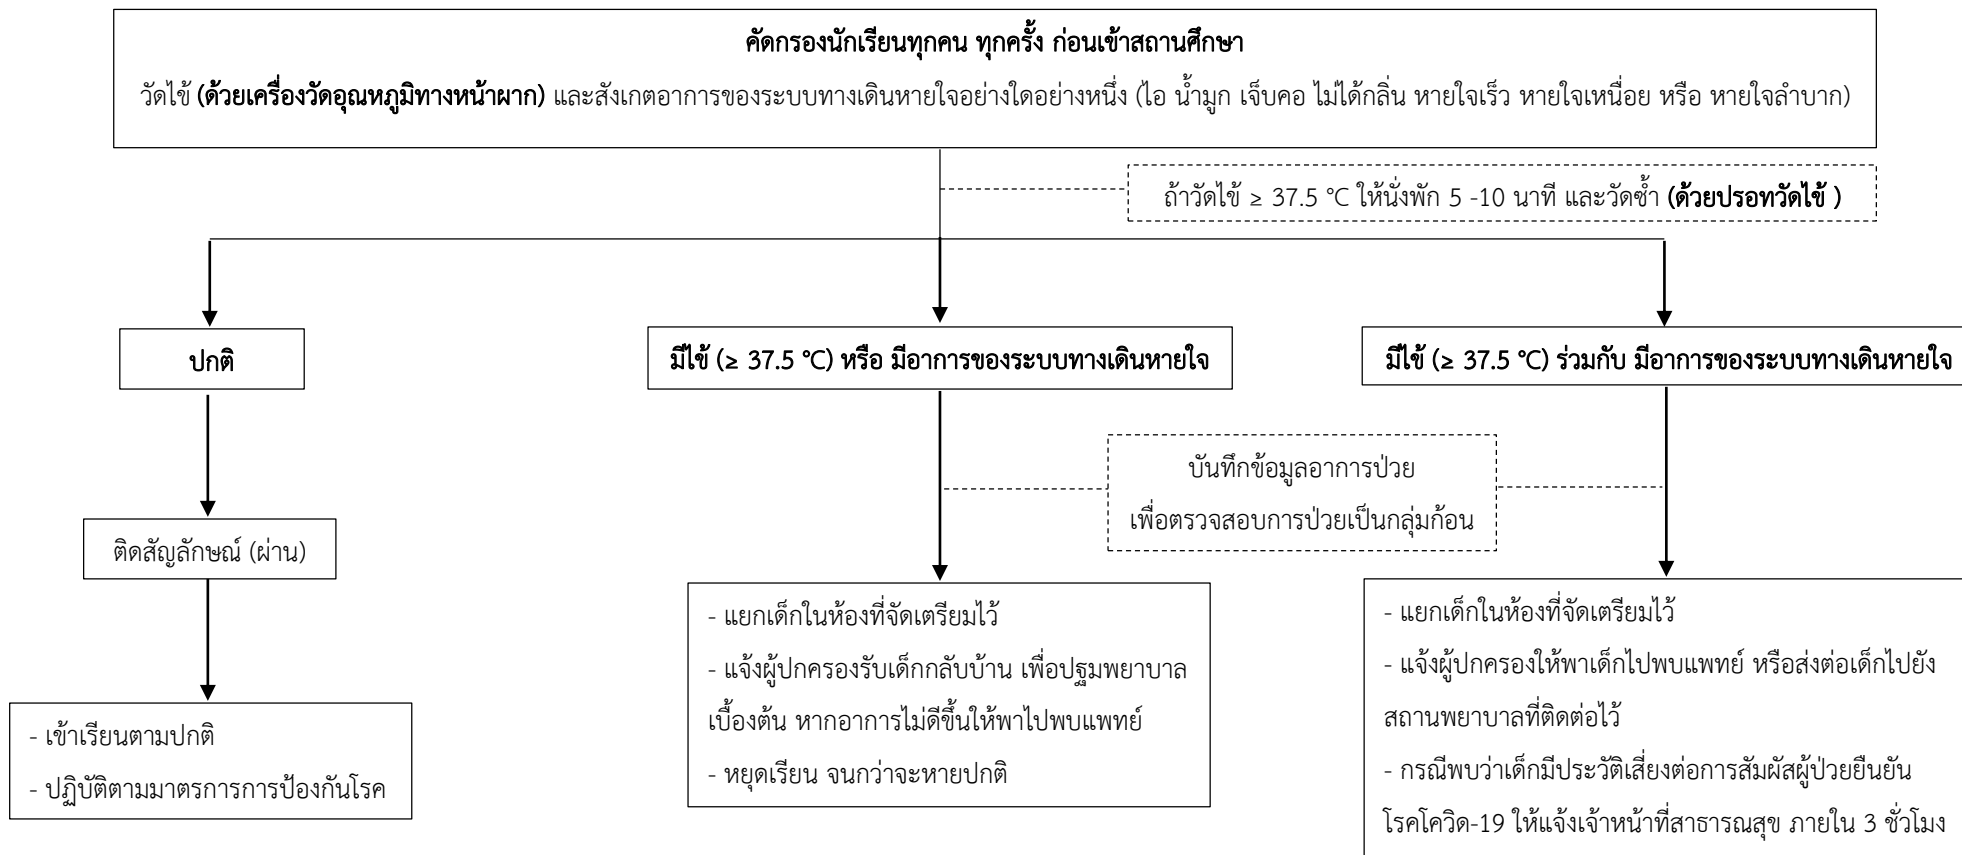 คัดกรองนักเรียนทุกคน ทุกครั้ง ก่อนเข้าสถานศึกษา
วัดไข้ (ด้วยเครื่องวัดอุณหภูมิทางหน้าผาก) และสังเกตอาการของระบบทางเดินหายใจอย่างใดอย่างหนึ่ง (ไอ น้ำมูก เจ็บคอ ไม่ได้กลิ่น หายใจเร็ว หายใจเหนื่อย หรือ หายใจลำบาก)
ถ้าวัดไข้ ≥ 37.5 °C ให้นั่งพัก 5 -10 นาที และวัดซ้ำ (ด้วยปรอทวัดไข้ )
ปกติ
มีไข้ (≥ 37.5 °C) หรือ มีอาการของระบบทางเดินหายใจ
มีไข้ (≥ 37.5 °C) ร่วมกับ มีอาการของระบบทางเดินหายใจ
บันทึกข้อมูลอาการป่วย
เพื่อตรวจสอบการป่วยเป็นกลุ่มก้อน
ติดสัญลักษณ์ (ผ่าน)
- เข้าเรียนตามปกติ
- ปฏิบัติตามมาตรการการป้องกันโรค
- แยกเด็กในห้องที่จัดเตรียมไว้
- แจ้งผู้ปกครองรับเด็กกลับบ้าน เพื่อปฐมพยาบาล
เบื้องต้น หากอาการไม่ดีขึ้นให้พาไปพบแพทย์
- หยุดเรียน จนกว่าจะหายปกติ
- แยกเด็กในห้องที่จัดเตรียมไว้
- แจ้งผู้ปกครองให้พาเด็กไปพบแพทย์ หรือส่งต่อเด็กไปยัง
สถานพยาบาลที่ติดต่อไว้
- กรณีพบว่าเด็กมีประวัติเสี่ยงต่อการสัมผัสผู้ป่วยยืนยัน
โรคโควิด-19 ให้แจ้งเจ้าหน้าที่สาธารณสุข ภายใน 3 ชั่วโมง